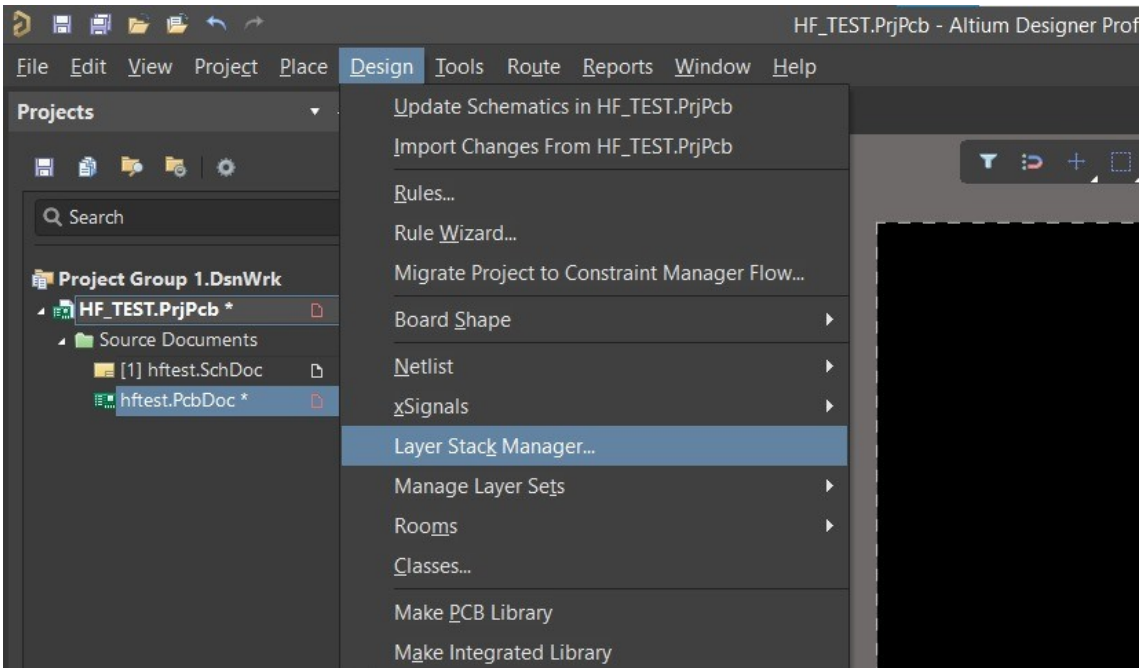 HF_TEST.PrjPcb - Altium Designer Prof
File Edit View Project Place Design Tools Route Reports Window Help
Projects
Search
Project Group 1.DsnWrk
HF_TEST.PrjPcb *
Source Documents
[1] hftest.SchDoc
hftest.PcbDoc *
Update Schematics in HF_TEST.PrjPcb
Import Changes From HF_TEST.PrjPcb
Rules...
Rule Wizard...
Migrate Project to Constraint Manager Flow...
Board Shape
Netlist
xSignals
Layer Stack Manager...
Manage Layer Sets
Rooms
Classes...
Make PCB Library
Make Integrated Library